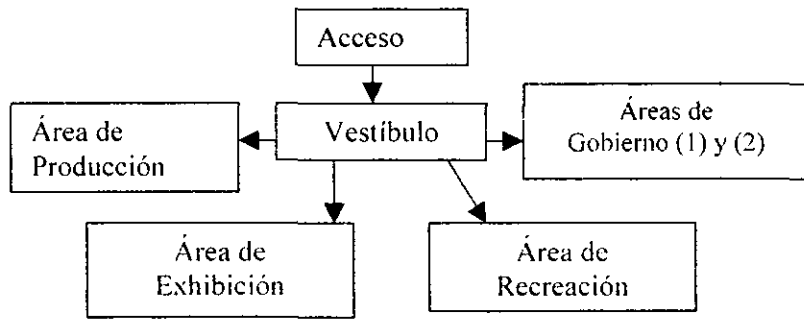 Acceso
Vestíbulo
Área de
Producción
Áreas de
Gobierno (1) y (2)
Área de
Exhibición
Área de
Recreación